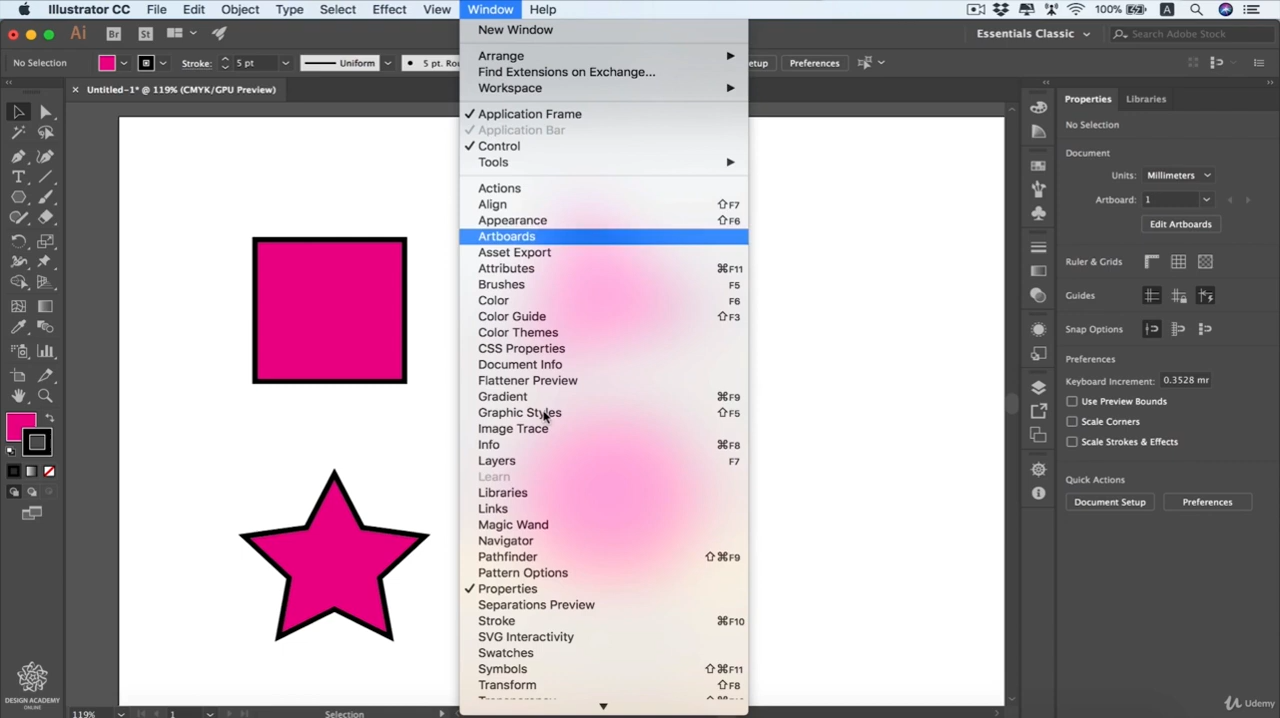 Illustrator CC File Edit Object Type Select Effect View Window Help 100% A
Ai Br St Essentials Classic Search Adobe Stock
No Selection Stroke: 5 pt Uniform 5 pt. Preferences
× Untitled-1* @ 119% (CMYK/GPU Preview)
New Window
Arrange
Find Extensions on Exchange...
Workspace
Application Frame
Application Bar
Control
Tools
Actions
Align ⇧F7
Appearance ⇧F6
Artboards
Asset Export
Attributes ⌘F11
Brushes F5
Color F6
Color Guide ⇧F3
Color Themes
CSS Properties
Document Info
Flattener Preview
Gradient ⌘F9
Graphic Styles ⇧F5
Image Trace
Info ⌘F8
Layers F7
Learn
Libraries
Links
Magic Wand
Navigator
Pathfinder ⇧⌘F9
Pattern Options
Properties
Separations Preview
Stroke ⌘F10
SVG Interactivity
Swatches
Symbols ⇧⌘F11
Transform ⇧F8
Properties Libraries
No Selection
Document
Units: Millimeters
Artboard: 1
Edit Artboards
Ruler & Grids
Guides
Snap Options
Preferences
Keyboard Increment: 0.3528 mr
Use Preview Bounds
Scale Corners
Scale Strokes & Effects
Quick Actions
Document Setup Preferences
DESIGN ACADEMY
ONLINE
119% 1 Selection
Udemy